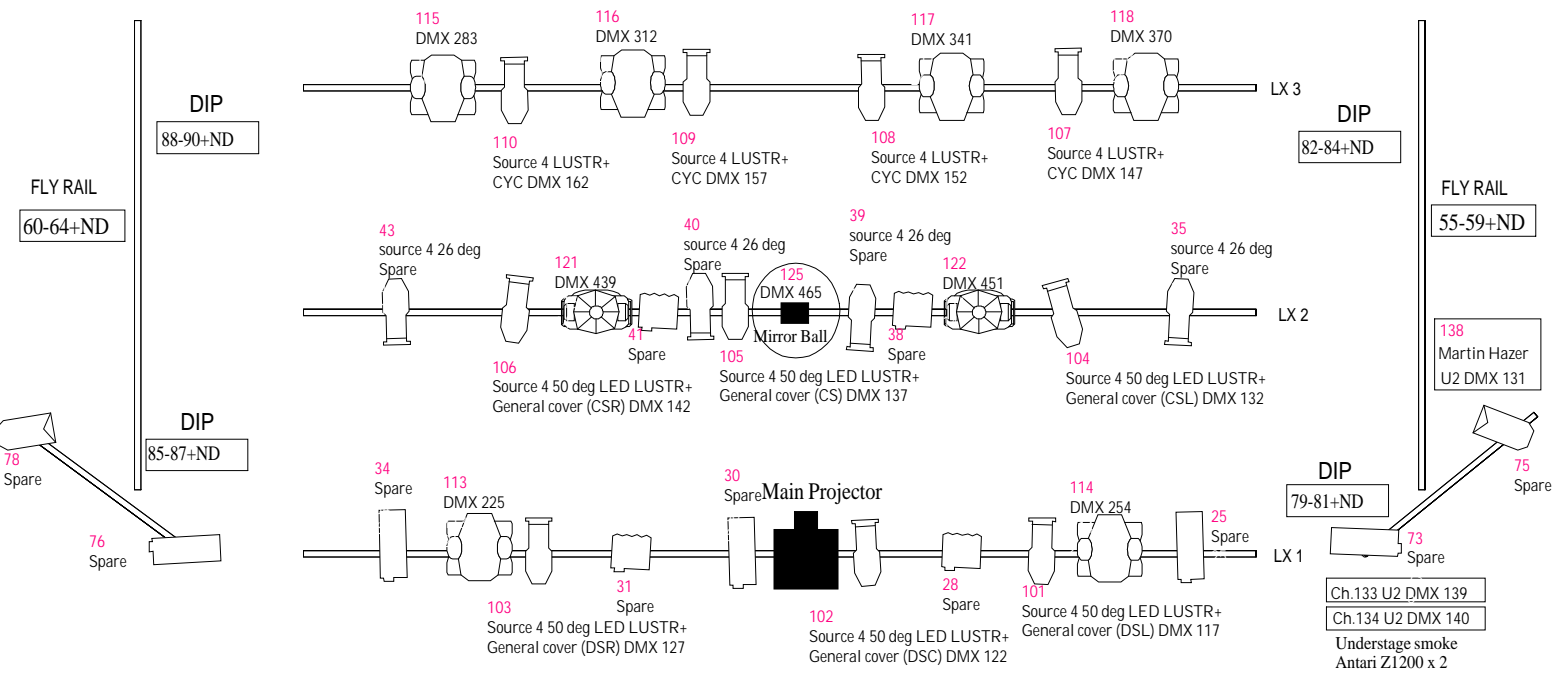 115
DMX 283
116
DMX 312
117
DMX 341
118
DMX 370
LX 3
110
Source 4 LUSTR+
CYC DMX 162
109
Source 4 LUSTR+
CYC DMX 157
108
Source 4 LUSTR+
CYC DMX 152
107
Source 4 LUSTR+
CYC DMX 147
DIP
88-90+ND
DIP
82-84+ND
FLY RAIL
60-64+ND
FLY RAIL
55-59+ND
43
source 4 26 deg
Spare
121
DMX 439
40
source 4 26 deg
Spare
125
DMX 465
Mirror Ball
39
source 4 26 deg
Spare
122
DMX 451
35
source 4 26 deg
Spare
LX 2
41
Spare
38
Spare
106
Source 4 50 deg LED LUSTR+
General cover (CSR) DMX 142
105
Source 4 50 deg LED LUSTR+
General cover (CS) DMX 137
104
Source 4 50 deg LED LUSTR+
General cover (CSL) DMX 132
138
Martin Hazer
U2 DMX 131
DIP
85-87+ND
78
Spare
76
Spare
34
Spare
113
DMX 225
30
Spare
Main Projector
114
DMX 254
25
Spare
LX 1
DIP
79-81+ND
75
Spare
73
Spare
31
Spare
28
Spare
103
Source 4 50 deg LED LUSTR+
General cover (DSR) DMX 127
102
Source 4 50 deg LED LUSTR+
General cover (DSC) DMX 122
101
Source 4 50 deg LED LUSTR+
General cover (DSL) DMX 117
Ch.133 U2 DMX 139
Ch.134 U2 DMX 140
Understage smoke
Antari Z1200 x 2